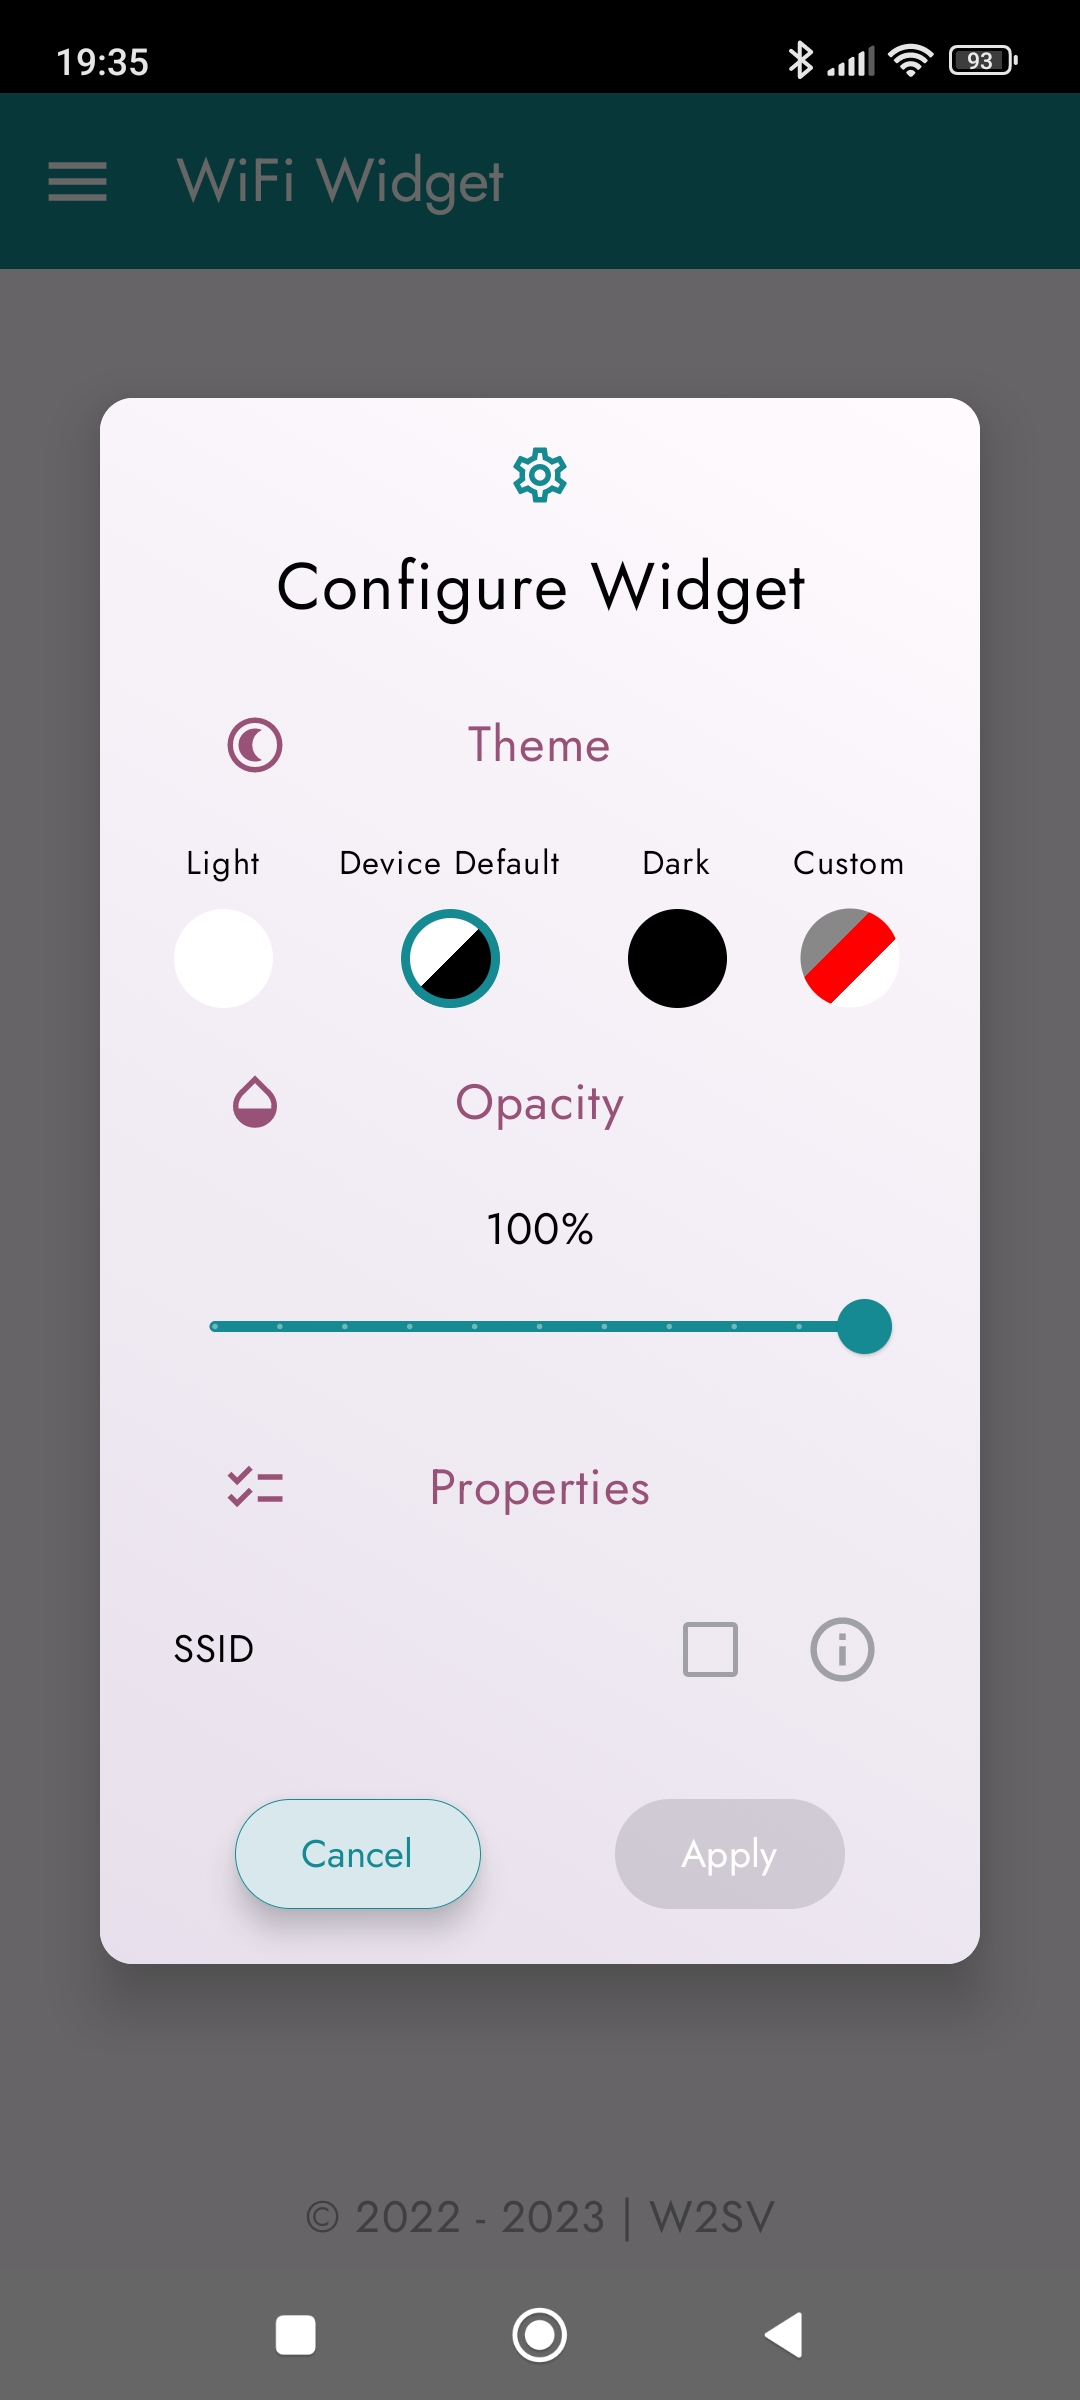 19:35
93
WiFi Widget
Configure Widget
Theme
Light Device Default Dark Custom
Opacity
100%
Properties
SSID
Cancel Apply
© 2022 - 2023 | W2SV